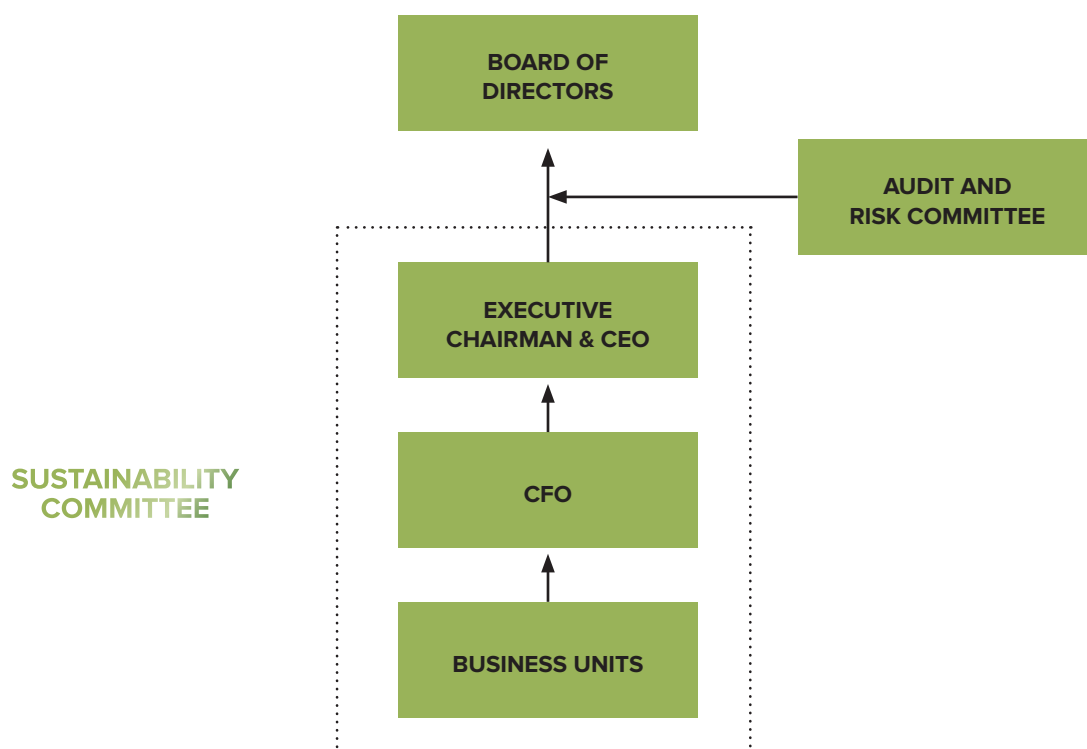 BOARD OF
DIRECTORS
AUDIT AND
RISK COMMITTEE
EXECUTIVE
CHAIRMAN & CEO
SUSTAINABILITY
COMMITTEE
CFO
BUSINESS UNITS